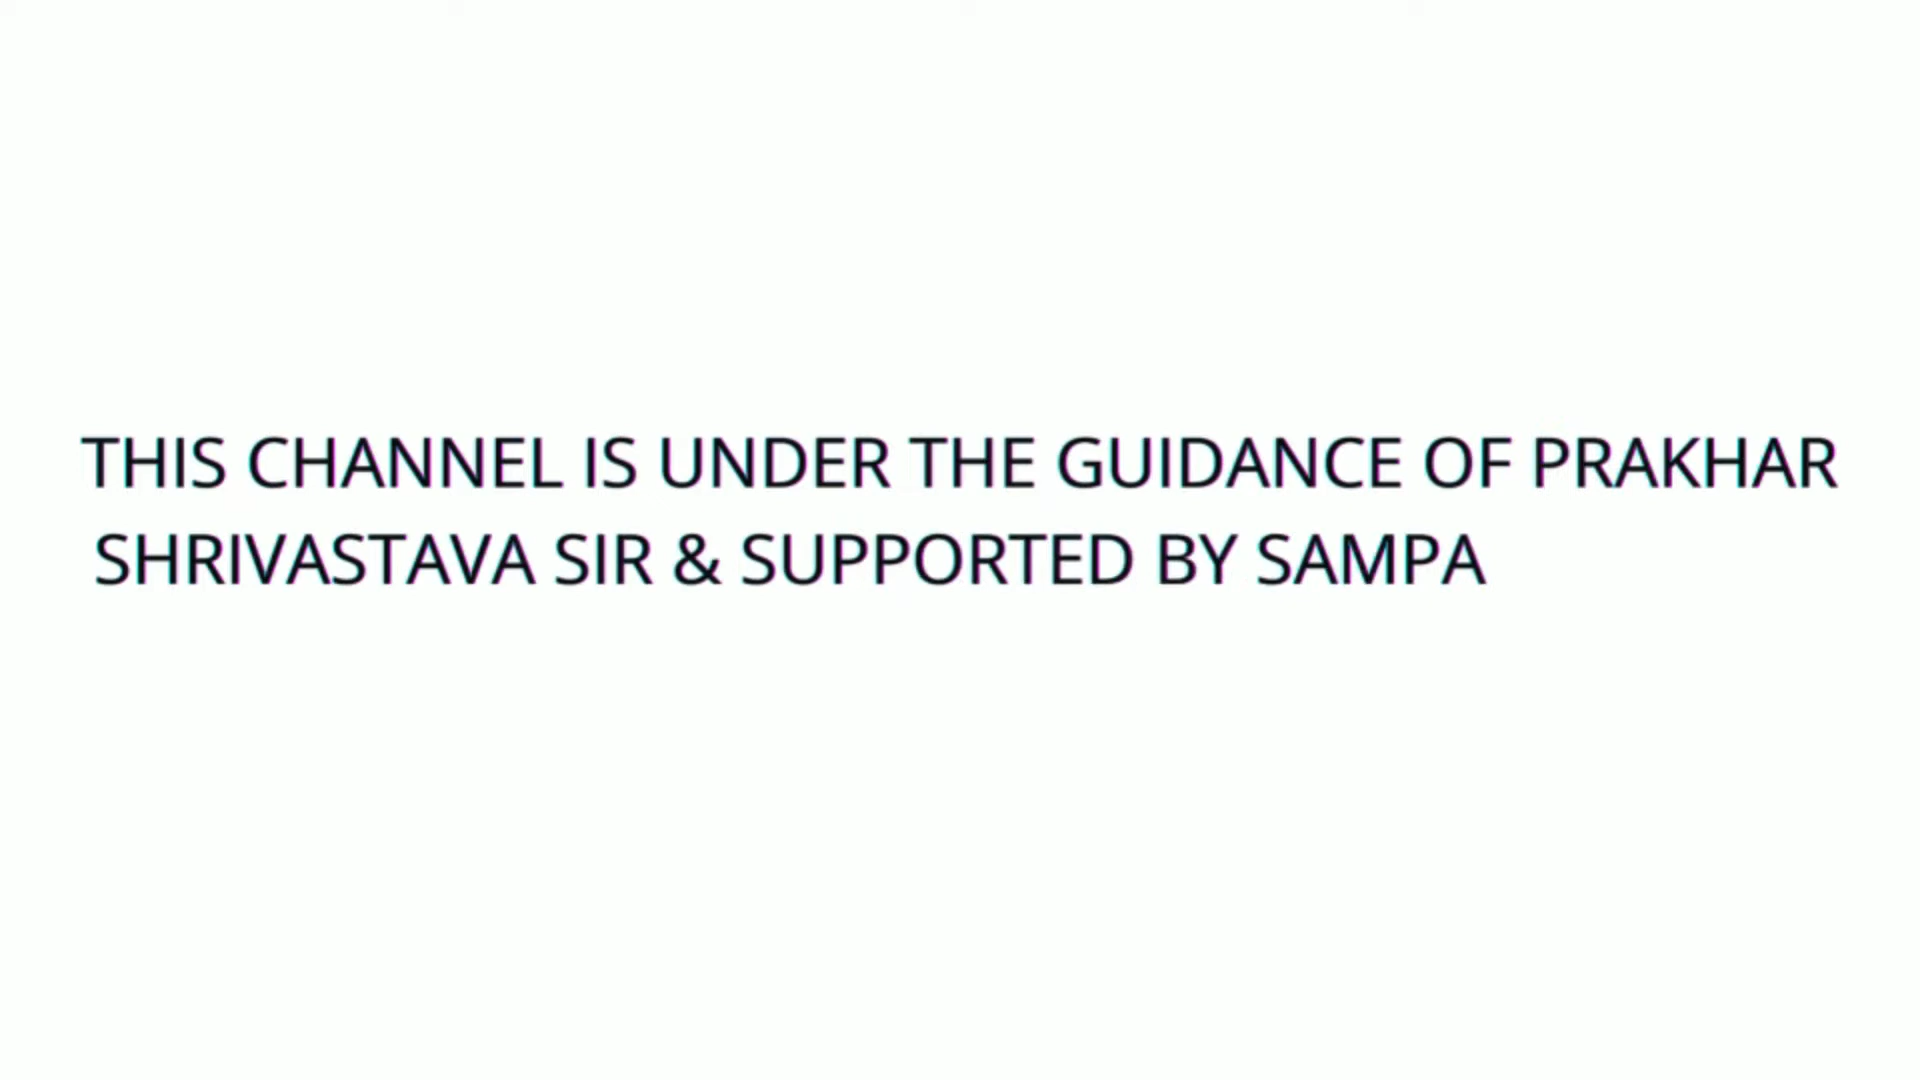 THIS CHANNEL IS UNDER THE GUIDANCE OF PRAKHAR
SHRIVASTAVA SIR & SUPPORTED BY SAMPA